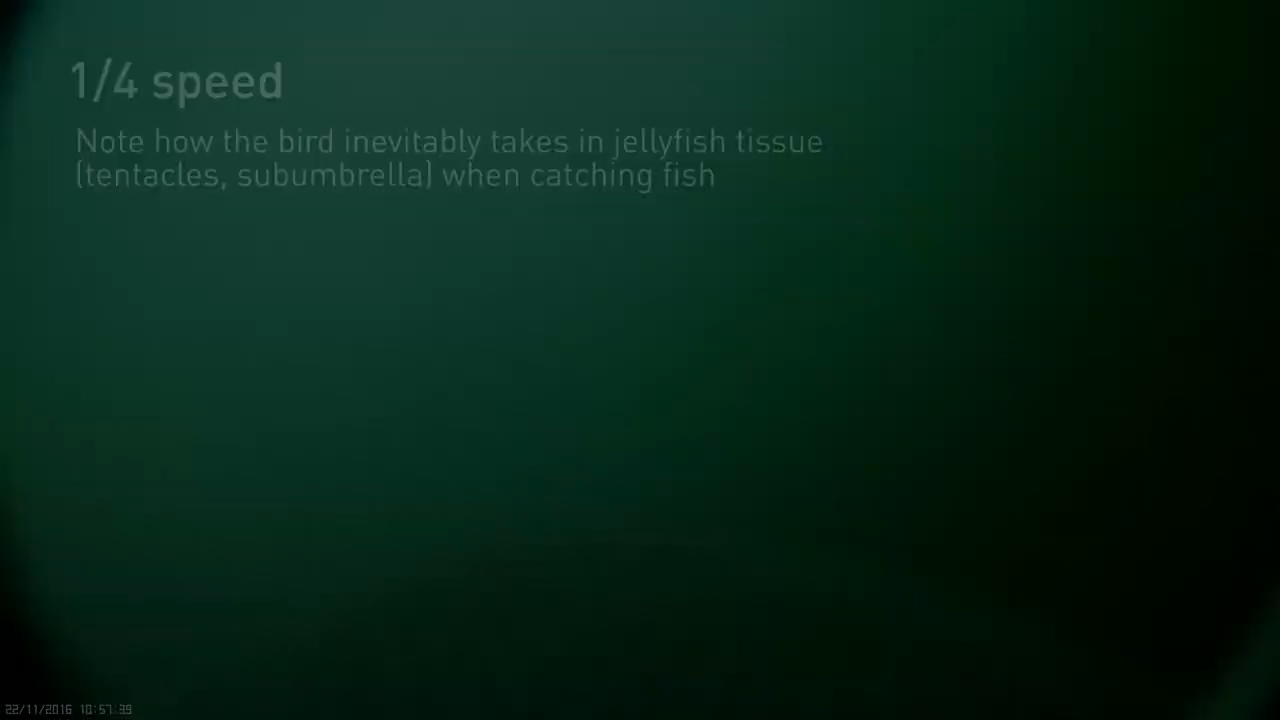 1/4 speed
Note how the bird inevitably takes in jellyfish tissue
(tentacles, subumbrella) when catching fish
22/11/2016 10:57:39